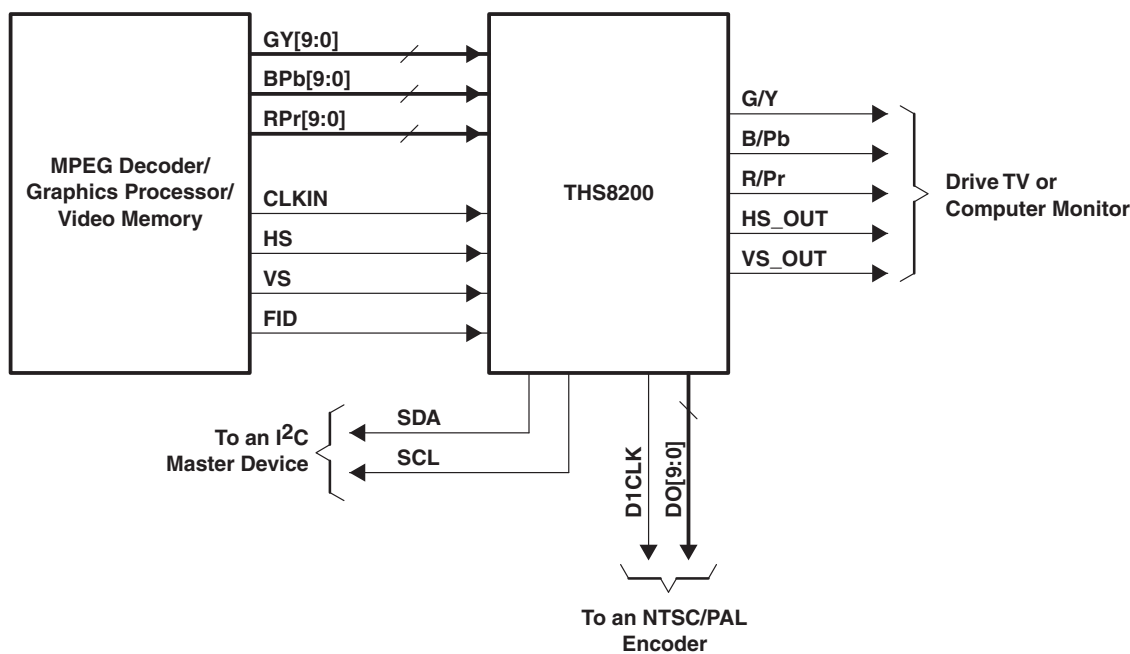 GY[9:0]
BPb[9:0]
RPr[9:0]
MPEG Decoder/
Graphics Processor/
Video Memory
CLKIN
HS
VS
FID
THS8200
G/Y
B/Pb
R/Pr
HS_OUT
VS_OUT
Drive TV or
Computer Monitor
SDA
SCL
To an I2C
Master Device
D1CLK
DO[9:0]
To an NTSC/PAL
Encoder